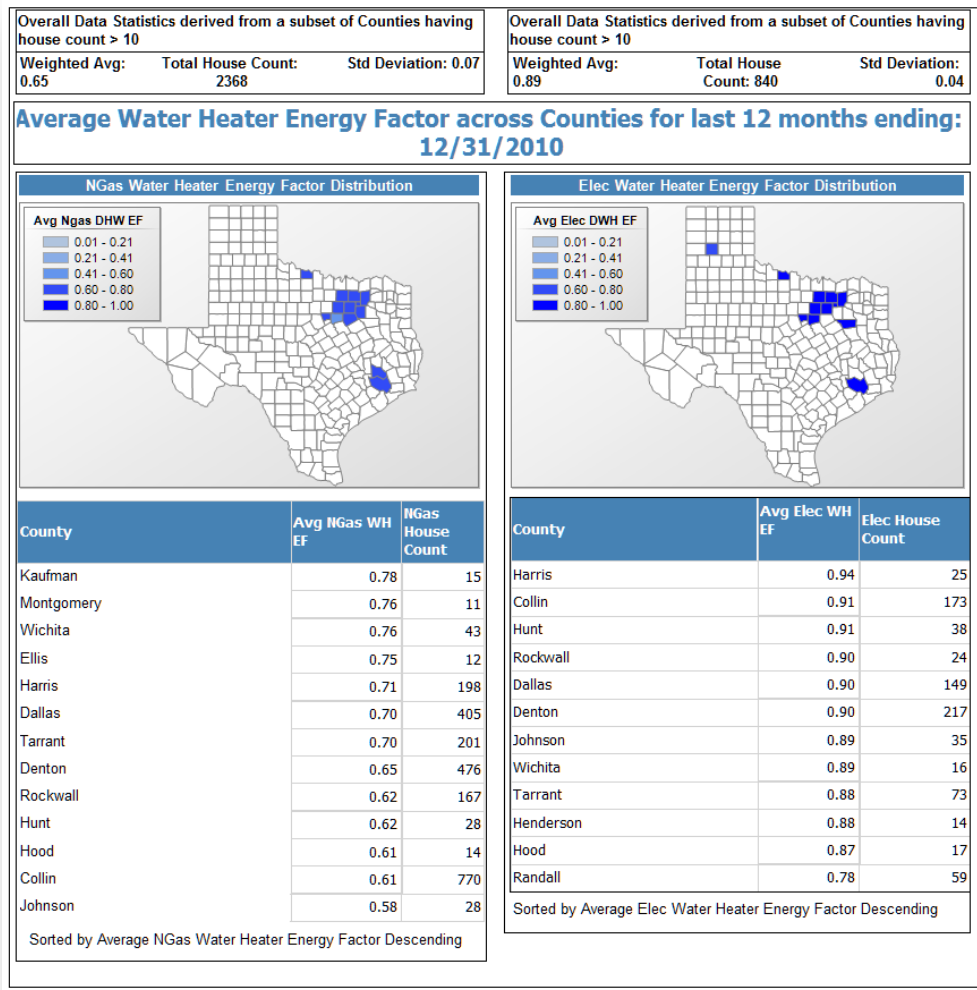 Overall Data Statistics derived from a subset of Counties having
house count > 10
Weighted Avg: Total House Count: Std Deviation: 0.07
0.65 2368
Overall Data Statistics derived from a subset of Counties having
house count > 10
Weighted Avg: Total House Std Deviation:
0.89 Count: 840 0.04
Average Water Heater Energy Factor across Counties for last 12 months ending:
12/31/2010
NGas Water Heater Energy Factor Distribution
Avg Ngas DHW EF
0.01 - 0.21
0.21 - 0.41
0.41 - 0.60
0.60 - 0.80
0.80 - 1.00
County Avg NGas WH EF NGas House Count
Kaufman 0.78 15
Montgomery 0.76 11
Wichita 0.76 43
Ellis 0.75 12
Harris 0.71 198
Dallas 0.70 405
Tarrant 0.70 201
Denton 0.65 476
Rockwall 0.62 167
Hunt 0.62 28
Hood 0.61 14
Collin 0.61 770
Johnson 0.58 28
Sorted by Average NGas Water Heater Energy Factor Descending
Elec Water Heater Energy Factor Distribution
Avg Elec DWH EF
0.01 - 0.21
0.21 - 0.41
0.41 - 0.60
0.60 - 0.80
0.80 - 1.00
County Avg Elec WH EF Elec House Count
Harris 0.94 25
Collin 0.91 173
Hunt 0.91 38
Rockwall 0.90 24
Dallas 0.90 149
Denton 0.90 217
Johnson 0.89 35
Wichita 0.89 16
Tarrant 0.88 73
Henderson 0.88 14
Hood 0.87 17
Randall 0.78 59
Sorted by Average Elec Water Heater Energy Factor Descending